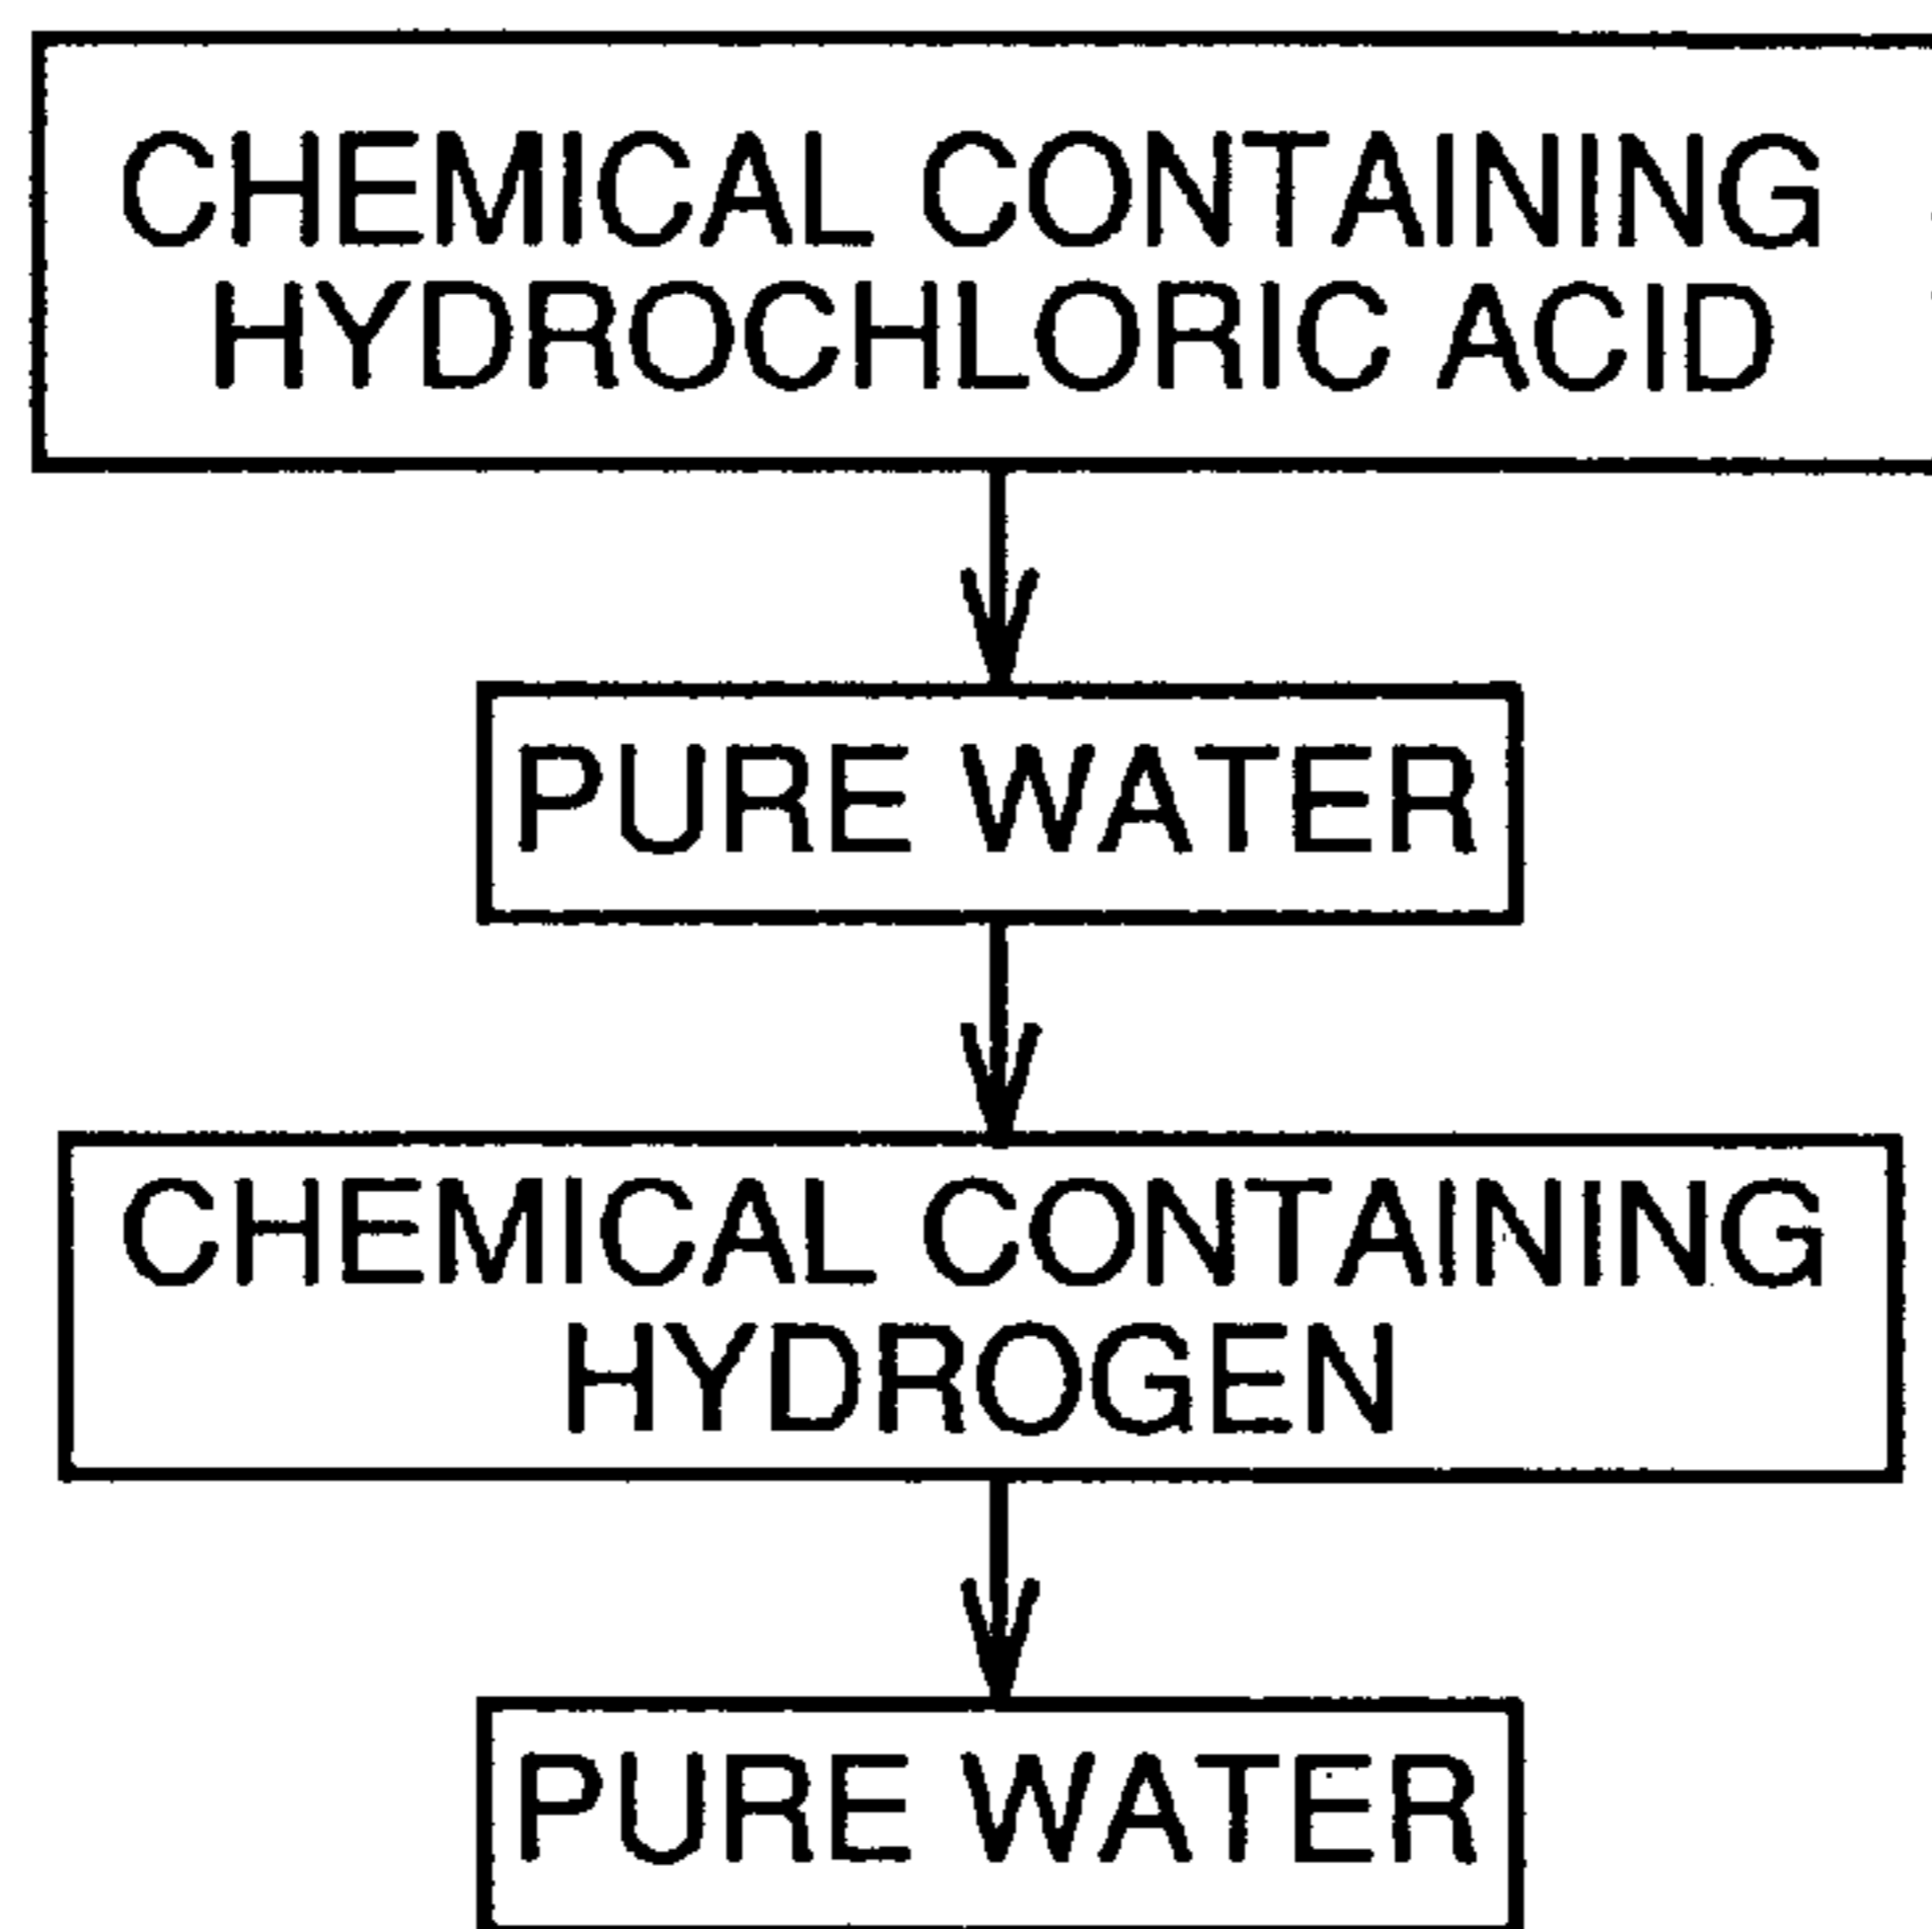 CHEMICAL CONTAINING
HYDROCHLORIC ACID
PURE WATER
CHEMICAL CONTAINING
HYDROGEN
PURE WATER